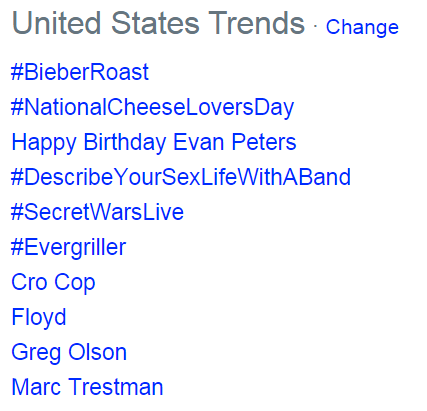 United States Trends · Change
#BieberRoast
#NationalCheeseLoversDay
Happy Birthday Evan Peters
#DescribeYourSexLifeWithABand
#SecretWarsLive
#Evergriller
Cro Cop
Floyd
Greg Olson
Marc Trestman